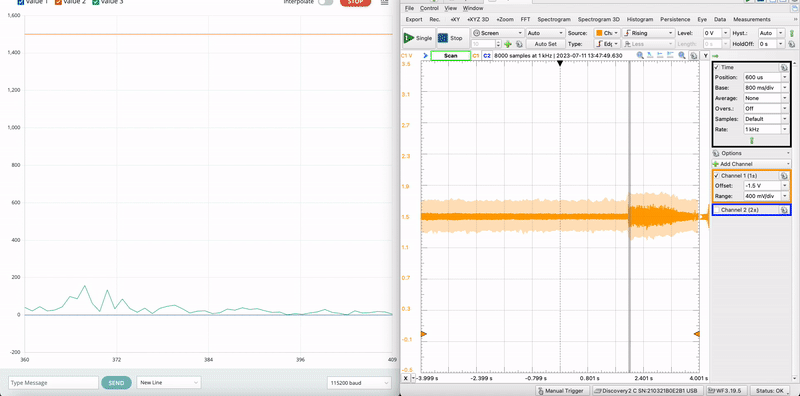 Value 1 Value 2 Value 3
Interpolate STOP
1,500
1,400
1,000
800
600
400
200
0
-200
360 372 384 396 409
Type Message SEND New Line 115200 baud
File Control View Window
Export Rec. +XY +XY 3D +Zoom FFT Spectrogram Spectrogram 3D Histogram Persistence Eye Data Measurements
Single Stop Screen Auto Source: Rising Level: 0 V Hyst.: Auto
Auto Set Type: Less Length: 0 s HoldOff: 0 s
C1 V Scan C1 C2 8000 samples at 1 kHz | 2023-07-11 13:47:49.630 Y
3.5
3.1
2.7
2.3
1.9
1.5
1.1
0.7
0.3
-0.1
-0.5
X -3.999 s -2.399 s -0.799 s 0.801 s 2.401 s 4.001 s
Time
Position: 600 us
Base: 800 ms/div
Average: None
Overs.: Off
Samples: Default
Rate: 1 kHz
Options
Add Channel
Channel 1 (1x)
Offset: -1.5 V
Range: 400 mV/div
Channel 2 (2x)
Manual Trigger Discovery2 C SN:210321B0E2B1 USB WF3.19.5 Status: OK